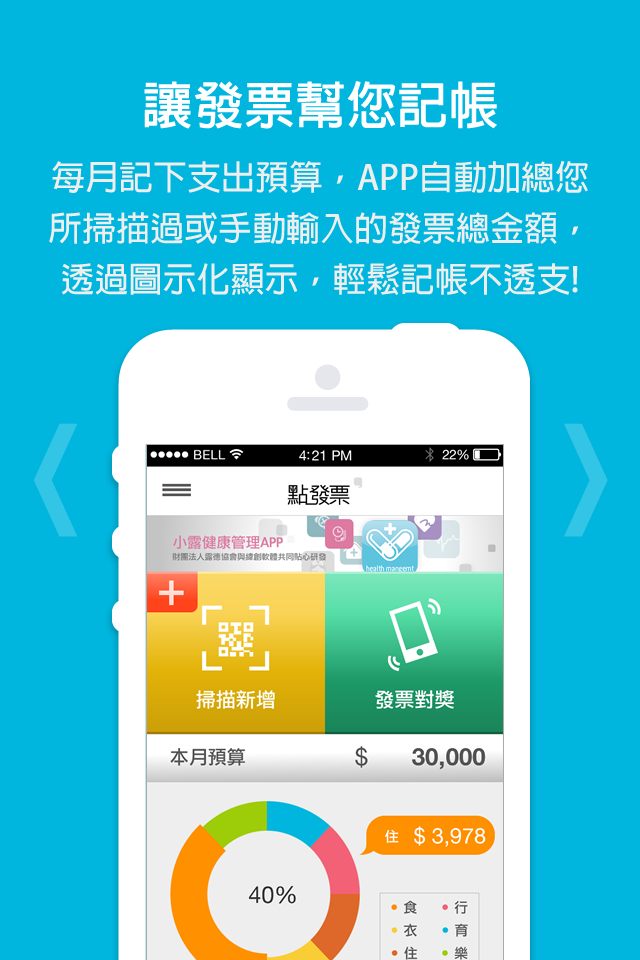 讓發票幫您記帳
每月記下支出預算，APP自動加總您
所掃描過或手動輸入的發票總金額，
透過圖示化顯示，輕鬆記帳不透支!
BELL 4:21 PM 22%
點發票
小露健康管理APP
財團法人露德協會與緯創軟體共同貼心研發
health manegmt
+
掃描新增 發票對獎
本月預算 $ 30,000
住 $ 3,978
40%
食 行
衣 育
住 樂